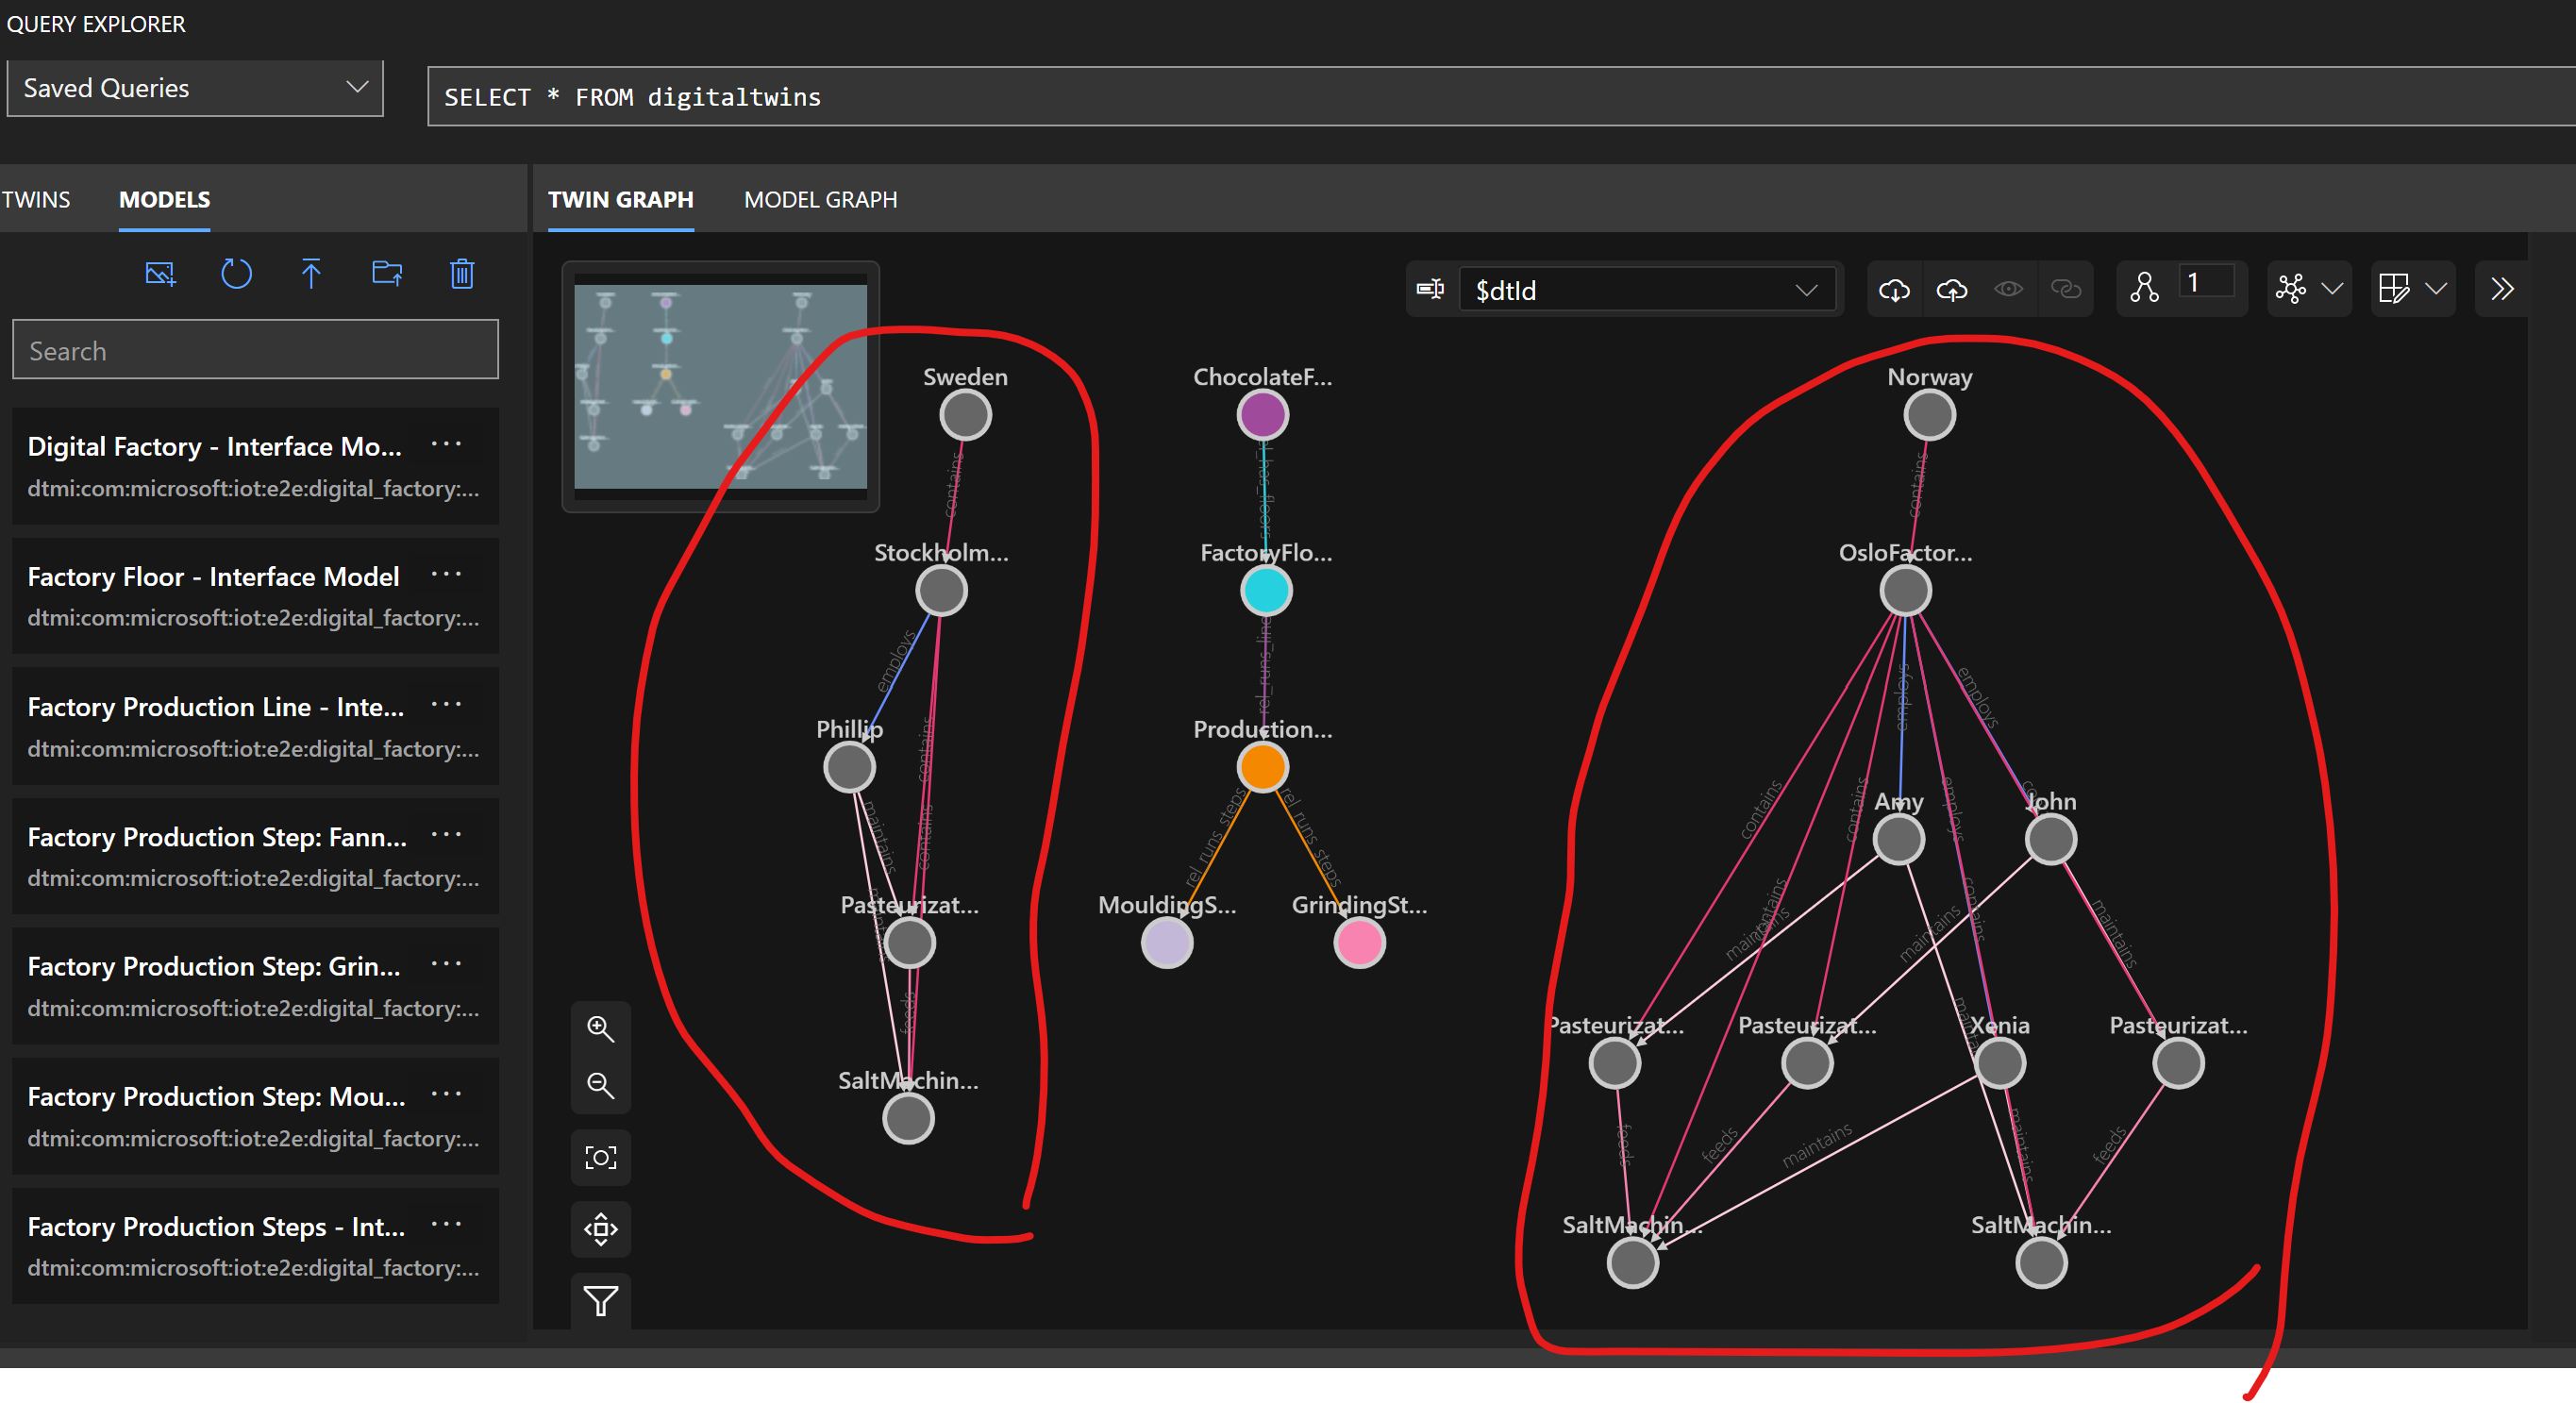 QUERY EXPLORER
Saved Queries
SELECT * FROM digitaltwins
TWINS
MODELS
TWIN GRAPH
MODEL GRAPH
$dtId
1
Search
Digital Factory - Interface Mo...
dtmi:com:microsoft:iot:e2e:digital_factory:...
Factory Floor - Interface Model
dtmi:com:microsoft:iot:e2e:digital_factory:...
Factory Production Line - Inte...
dtmi:com:microsoft:iot:e2e:digital_factory:...
Factory Production Step: Fann...
dtmi:com:microsoft:iot:e2e:digital_factory:...
Factory Production Step: Grin...
dtmi:com:microsoft:iot:e2e:digital_factory:...
Factory Production Step: Mou...
dtmi:com:microsoft:iot:e2e:digital_factory:...
Factory Production Steps - Int...
dtmi:com:microsoft:iot:e2e:digital_factory:...
Sweden
contains
Stockholm...
employs
Phillip
contains
maintains
contains
Pasteurizat...
feeds
SaltMachin...
ChocolateF...
FactoryFlo...
rel_runs_line
Production...
rel_runs_steps
rel_runs_steps
MouldingS...
GrindingSt...
Norway
contains
OsloFactor...
employs
employs
Amy
John
contains
contains
employs
contains
maintains
contains
maintains
maintains
Pasteurizat...
Pasteurizat...
Xenia
Pasteurizat...
feeds
feeds
maintains
maintains
feeds
SaltMachin...
SaltMachin...